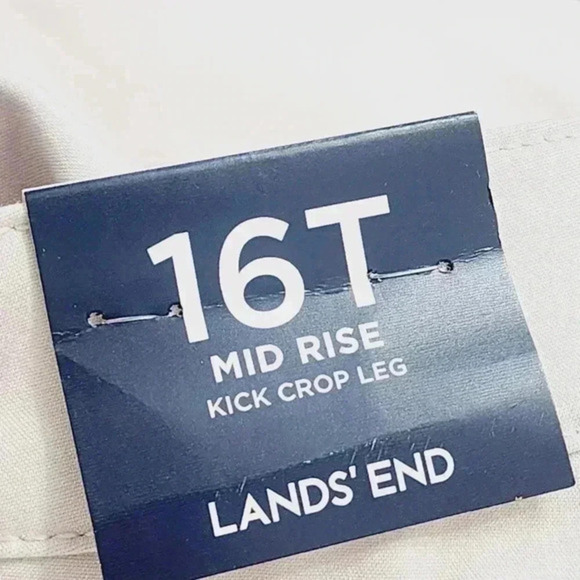 16T
MID RISE
KICK CROP LEG
LANDS' END